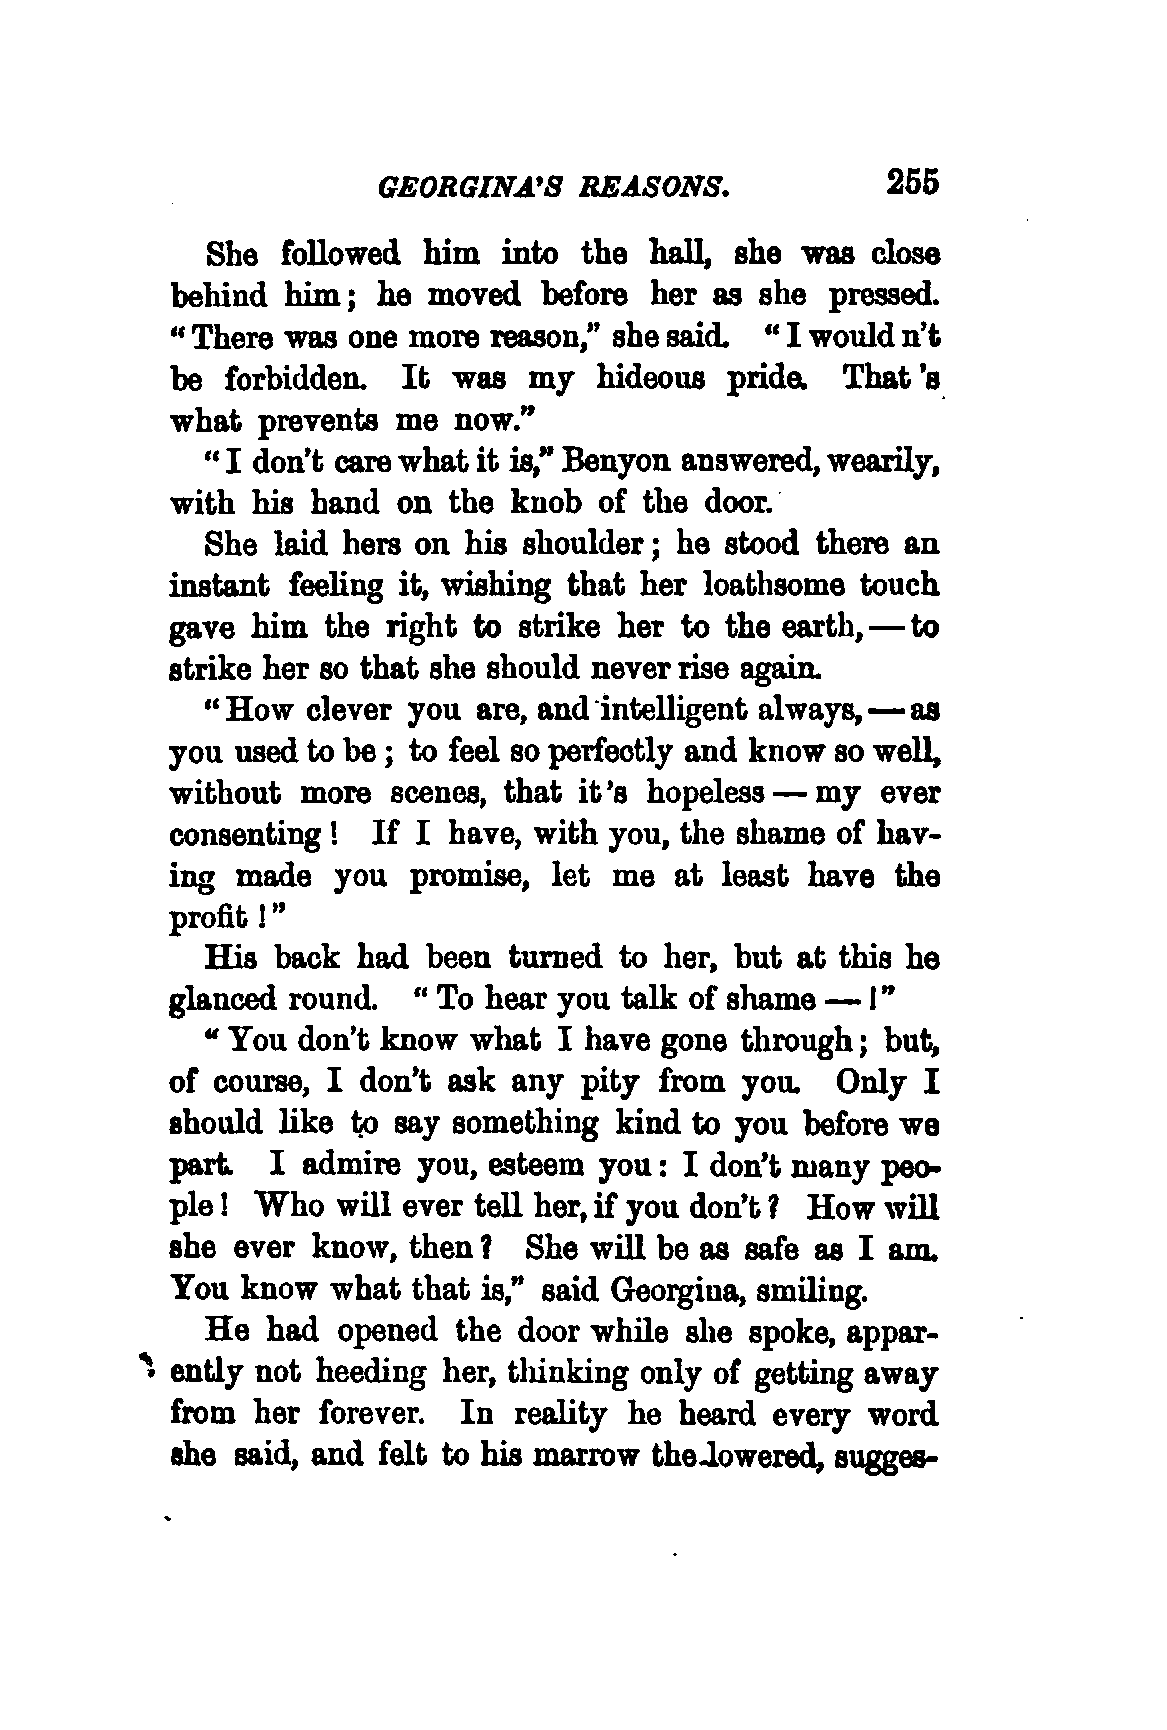 GEORGINA'S REASONS. 255
She followed him into the hall, she was close
behind him; he moved before her as she pressed.
"There was one more reason," she said. "I would n't
be forbidden. It was my hideous pride. That 's
what prevents me now."
"I don't care what it is," Benyon answered, wearily,
with his hand on the knob of the door.
She laid hers on his shoulder; he stood there an
instant feeling it, wishing that her loathsome touch
gave him the right to strike her to the earth,—to
strike her so that she should never rise again.
"How clever you are, and intelligent always,—as
you used to be; to feel so perfectly and know so well,
without more scenes, that it 's hopeless — my ever
consenting! If I have, with you, the shame of hav-
ing made you promise, let me at least have the
profit!"
His back had been turned to her, but at this he
glanced round. "To hear you talk of shame —!"
"You don't know what I have gone through; but,
of course, I don't ask any pity from you. Only I
should like to say something kind to you before we
part. I admire you, esteem you: I don't many peo-
ple! Who will ever tell her, if you don't? How will
she ever know, then? She will be as safe as I am.
You know what that is," said Georgina, smiling.
He had opened the door while she spoke, appar-
ently not heeding her, thinking only of getting away
from her forever. In reality he heard every word
she said, and felt to his marrow the lowered, sugges-